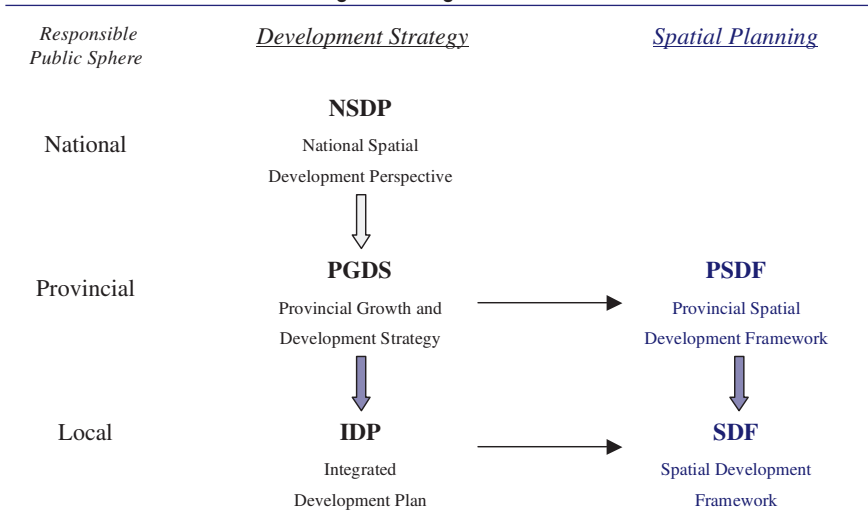 Responsible
Public Sphere
Development Strategy
Spatial Planning
NSDP
National
National Spatial
Development Perspective
PGDS
PSDF
Provincial
Provincial Growth and
Development Strategy
Provincial Spatial
Development Framework
Local
IDP
SDF
Integrated
Development Plan
Spatial Development
Framework